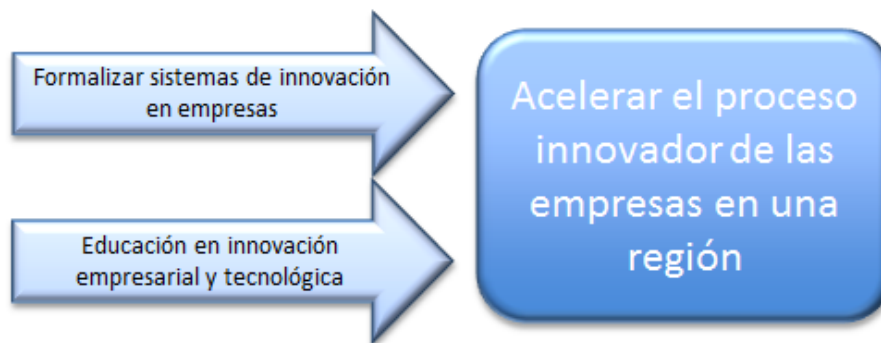 Formalizar sistemas de innovación
en empresas
Educación en innovación
empresarial y tecnológica
Acelerar el proceso
innovador de las
empresas en una
región